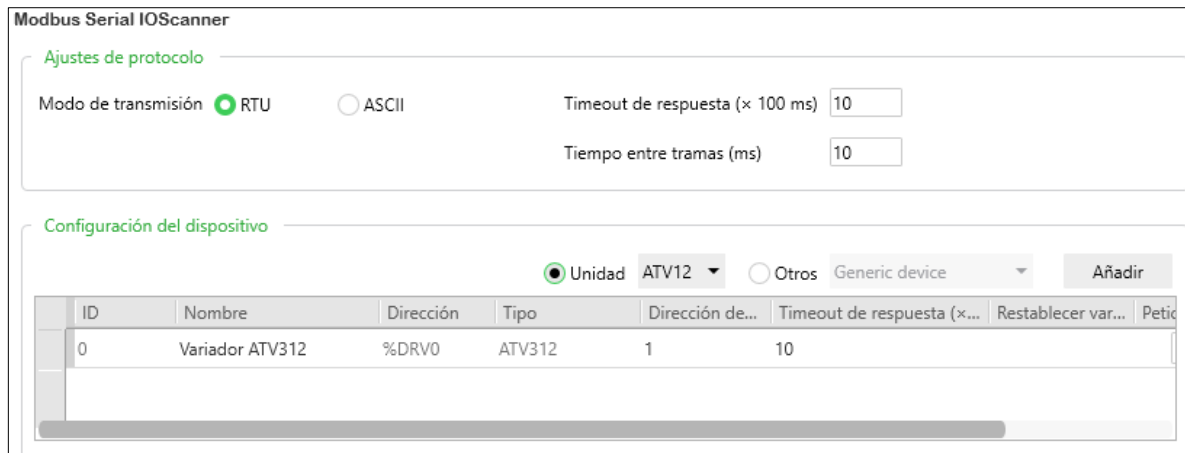 Modbus Serial IOScanner
Ajustes de protocolo
Modo de transmisión RTU ASCII Timeout de respuesta (× 100 ms) 10
Tiempo entre tramas (ms) 10
Configuración del dispositivo
Unidad ATV12 Otros Generic device Añadir
ID Nombre Dirección Tipo Dirección de... Timeout de respuesta (×... Restablecer var... Petic
0 Variador ATV312 %DRV0 ATV312 1 10